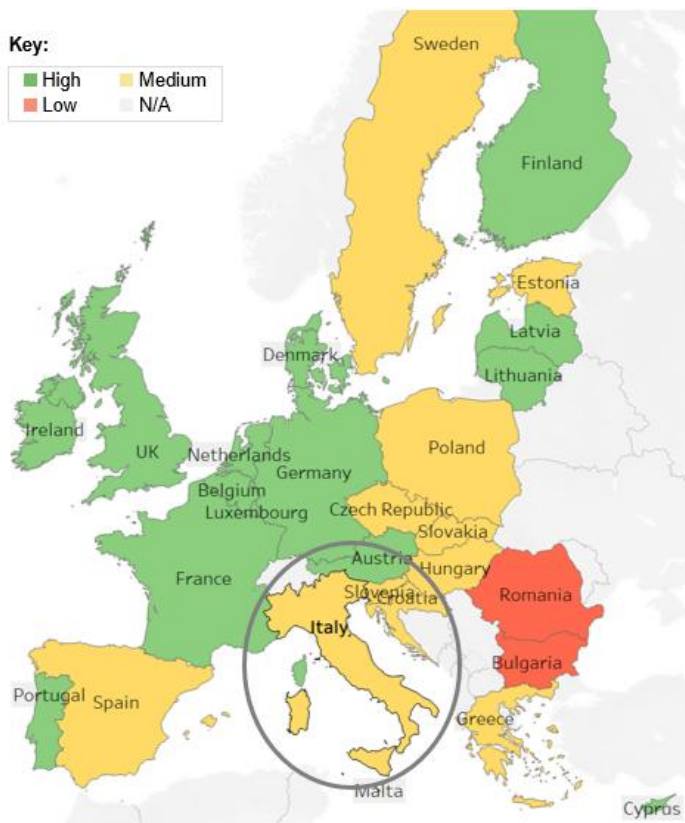 Key:
High
Medium
Low
N/A
Sweden
Finland
Estonia
Latvia
Denmark
Lithuania
Ireland
UK
Netherlands
Poland
Germany
Belgium
Luxembourg
Czech Republic
Slovakia
Austria
Hungary
France
Slovenia
Croatia
Romania
Italy
Bulgaria
Portugal
Spain
Greece
Malta
Cyprus